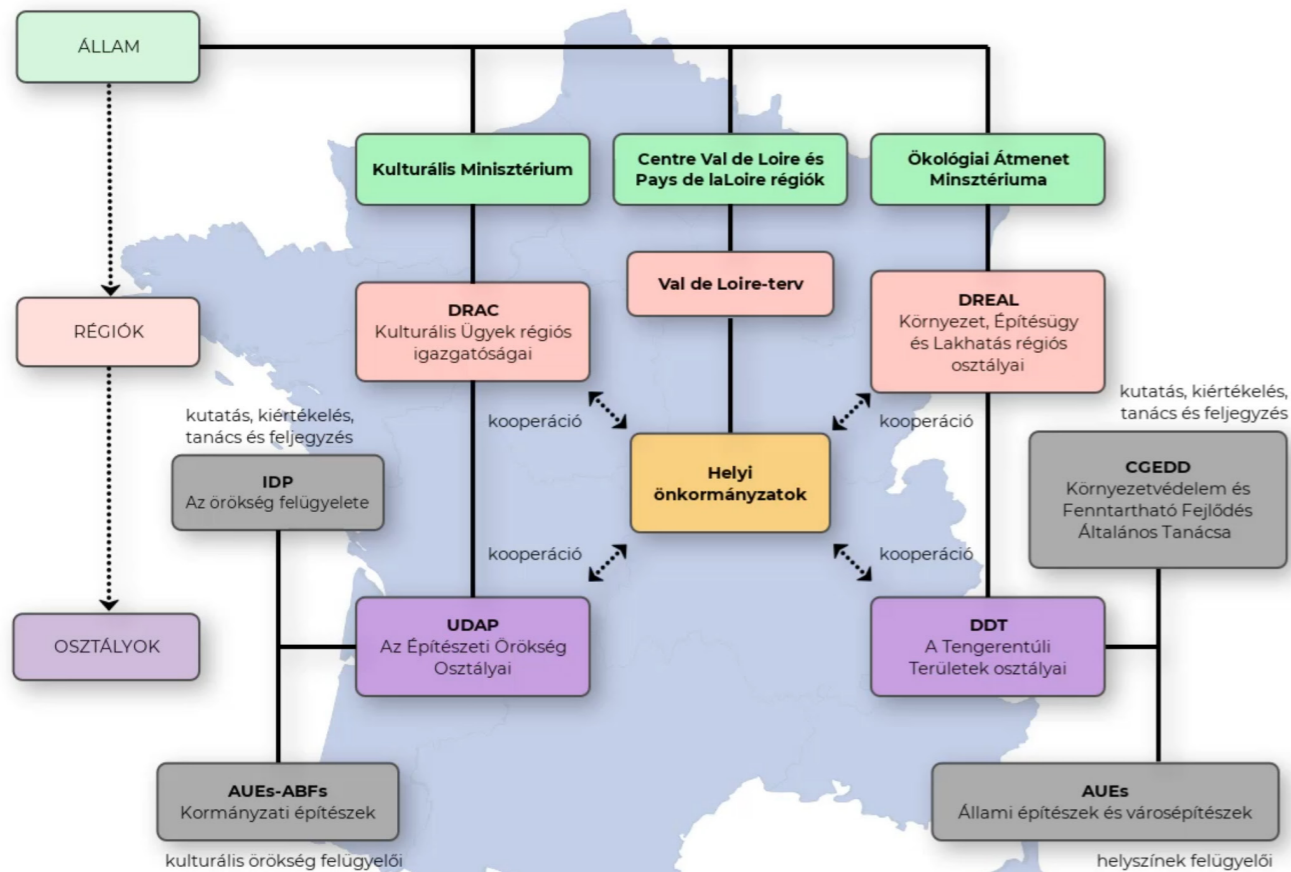 ÁLLAM
Kulturális Minisztérium
Centre Val de Loire és
Pays de laLoire régiók
Ökológiai Átmenet
Minsztériuma
Val de Loire-terv
RÉGIÓK
DRAC
Kulturális Ügyek régiós
igazgatóságai
DREAL
Környezet, Építésügy
és Lakhatás régiós
osztályai
kutatás, kiértékelés,
tanács és feljegyzés
kooperáció
kooperáció
kutatás, kiértékelés,
tanács és feljegyzés
IDP
Az örökség felügyelete
Helyi
önkormányzatok
CGEDD
Környezetvédelem és
Fenntartható Fejlődés
Általános Tanácsa
kooperáció
kooperáció
OSZTÁLYOK
UDAP
Az Építészeti Örökség
Osztályai
DDT
A Tengerentúli
Területek osztályai
AUEs-ABFs
Kormányzati építészek
kulturális örökség felügyelői
AUEs
Állami építészek és városépítészek
helyszínek felügyelői